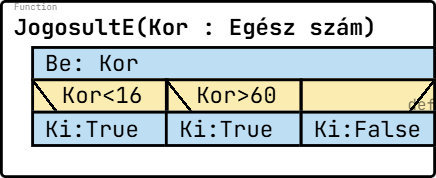 Function
JogosultE(Kor : Egész szám)
Be: Kor
Kor<16 Kor>60 def
Ki:True Ki:True Ki:False